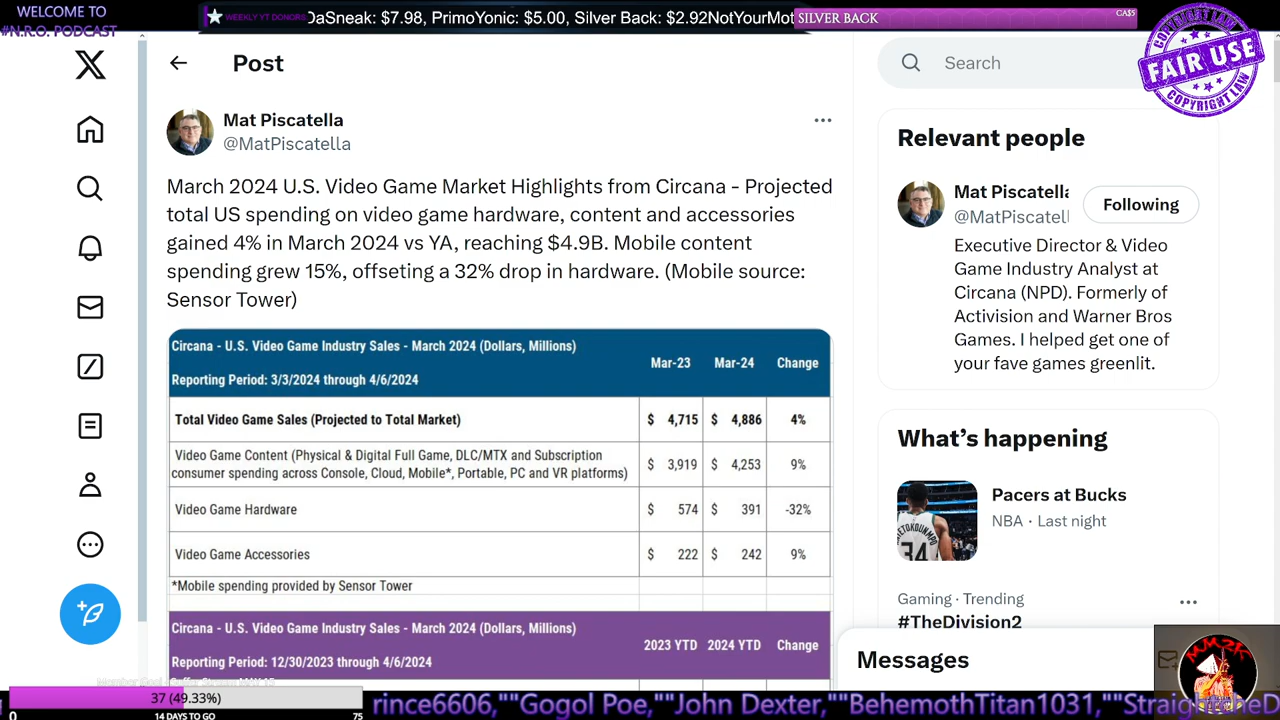 WELCOME TO
#N.R.O. PODCAST
WEEKLY YT DONORS
DaSneak: $7.98, PrimoYonic: $5.00, Silver Back: $2.92NotYourMot
SILVER BACK
CA$5
COPYRIGHT LAW
FAIR USE
COPYRIGHT LAW
Post
Search
Mat Piscatella
@MatPiscatella
March 2024 U.S. Video Game Market Highlights from Circana - Projected
total US spending on video game hardware, content and accessories
gained 4% in March 2024 vs YA, reaching $4.9B. Mobile content
spending grew 15%, offseting a 32% drop in hardware. (Mobile source:
Sensor Tower)
Circana - U.S. Video Game Industry Sales - March 2024 (Dollars, Millions)
Reporting Period: 3/3/2024 through 4/6/2024
Mar-23 Mar-24 Change
Total Video Game Sales (Projected to Total Market) $ 4,715 $ 4,886 4%
Video Game Content (Physical & Digital Full Game, DLC/MTX and Subscription
consumer spending across Console, Cloud, Mobile*, Portable, PC and VR platforms) $ 3,919 $ 4,253 9%
Video Game Hardware $ 574 $ 391 -32%
Video Game Accessories $ 222 $ 242 9%
*Mobile spending provided by Sensor Tower
Circana - U.S. Video Game Industry Sales - March 2024 (Dollars, Millions)
Reporting Period: 12/30/2023 through 4/6/2024
2023 YTD 2024 YTD Change
Relevant people
Mat Piscatella
@MatPiscatell
Following
Executive Director & Video
Game Industry Analyst at
Circana (NPD). Formerly of
Activision and Warner Bros
Games. I helped get one of
your fave games greenlit.
What's happening
Pacers at Bucks
NBA · Last night
34
Gaming · Trending
#TheDivision2
Messages
MM2K
37 (49.33%)
14 DAYS TO GO
75
rince6606,""Gogol Poe,""John Dexter,""BehemothTitan1031,""StraightcheD